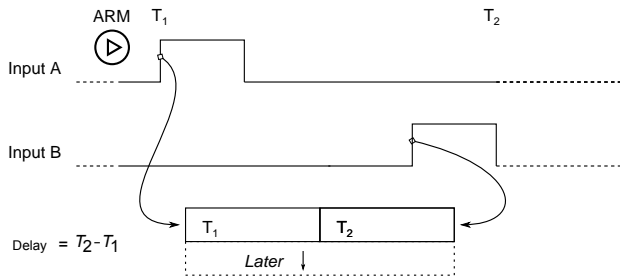 ARM T₁ T₂
Input A
Input B
T₁ T₂
Delay = T₂-T₁
Later